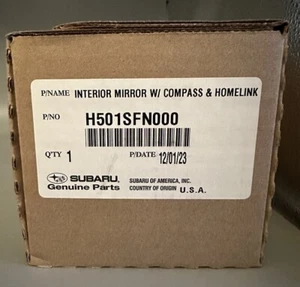 P/NAME INTERIOR MIRROR W/ COMPASS & HOMELINK
P/NO H501SFN000
Q'TY 1 P/DATE 12/01/23
SUBARU SUBARU OF AMERICA, INC.
Genuine Parts COUNTRY OF ORIGIN U.S.A.